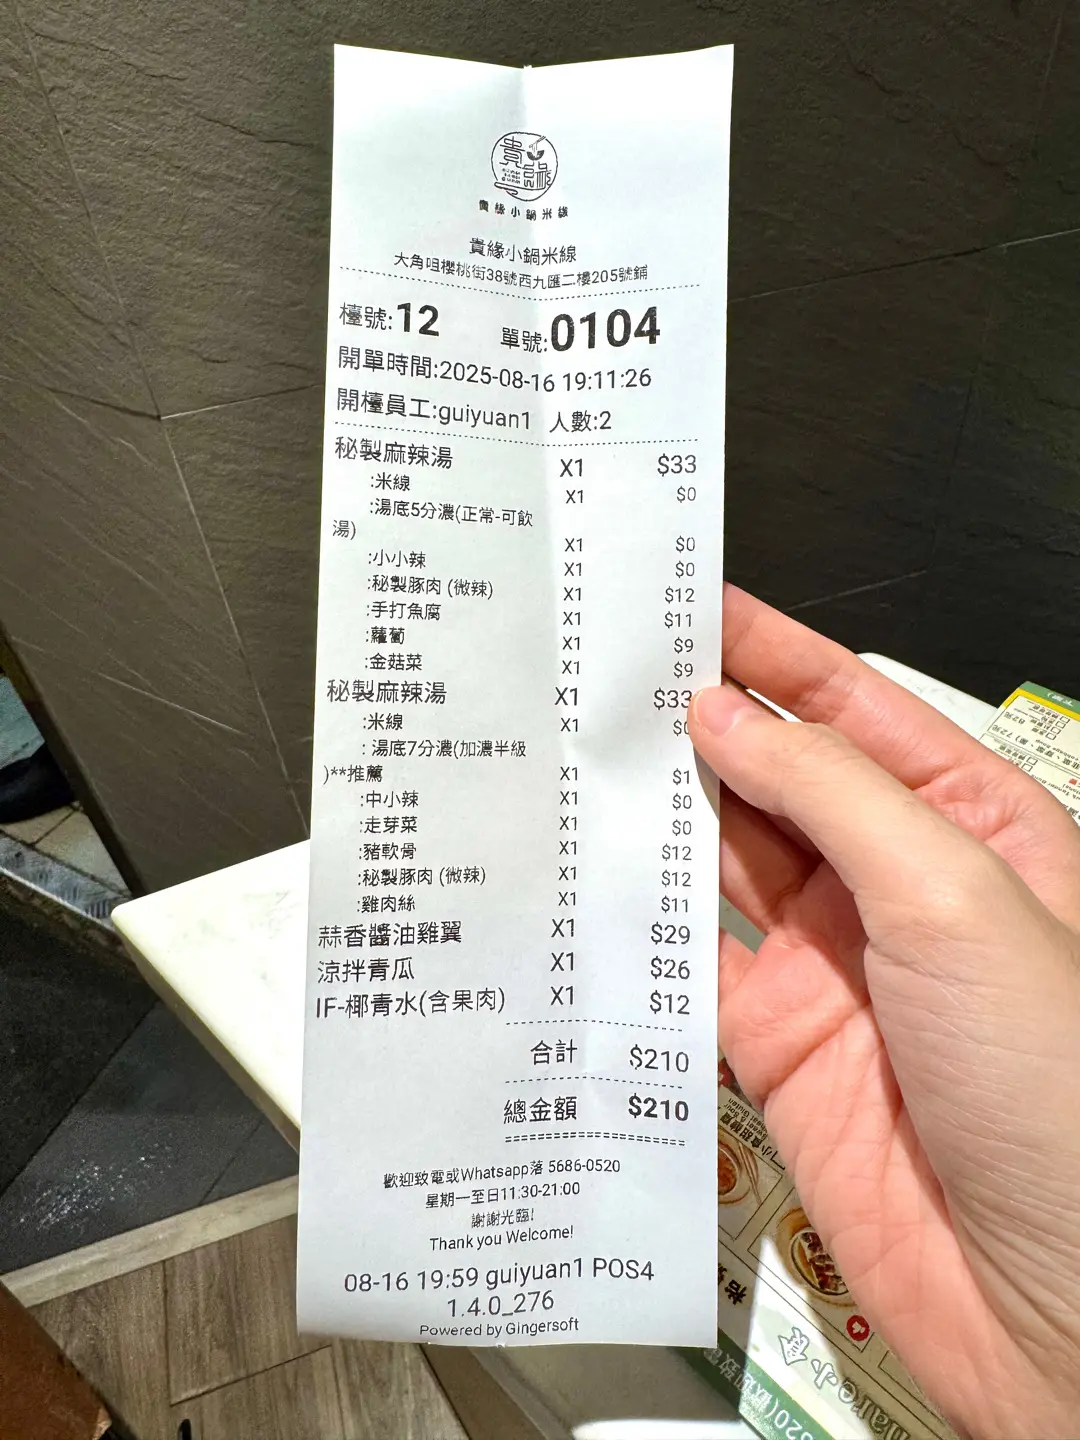 貴緣小鍋米線
貴緣小鍋米線
大角咀櫻桃街38號西九匯二樓205號鋪
檯號:12 單號:0104
開單時間:2025-08-16 19:11:26
開檯員工:guiyuan1 人數:2
秘製麻辣湯 X1 $33
:米線 X1 $0
:湯底5分濃(正常-可飲
湯) X1 $0
:小小辣 X1 $0
:秘製豚肉 (微辣) X1 $12
:手打魚腐 X1 $11
:蘿蔔 X1 $9
:金菇菜 X1 $9
秘製麻辣湯 X1 $33
:米線 X1 $0
: 湯底7分濃(加濃半級
)**推薦 X1 $1
:中小辣 X1 $0
:走芽菜 X1 $0
:豬軟骨 X1 $12
:秘製豚肉 (微辣) X1 $12
:雞肉絲 X1 $11
蒜香醬油雞翼 X1 $29
涼拌青瓜 X1 $26
IF-椰青水(含果肉) X1 $12
合計 $210
總金額 $210
歡迎致電或Whatsapp落 5686-0520
星期一至日11:30-21:00
謝謝光臨!
Thank you Welcome!
08-16 19:59 guiyuan1 POS4
1.4.0_276
Powered by Gingersoft